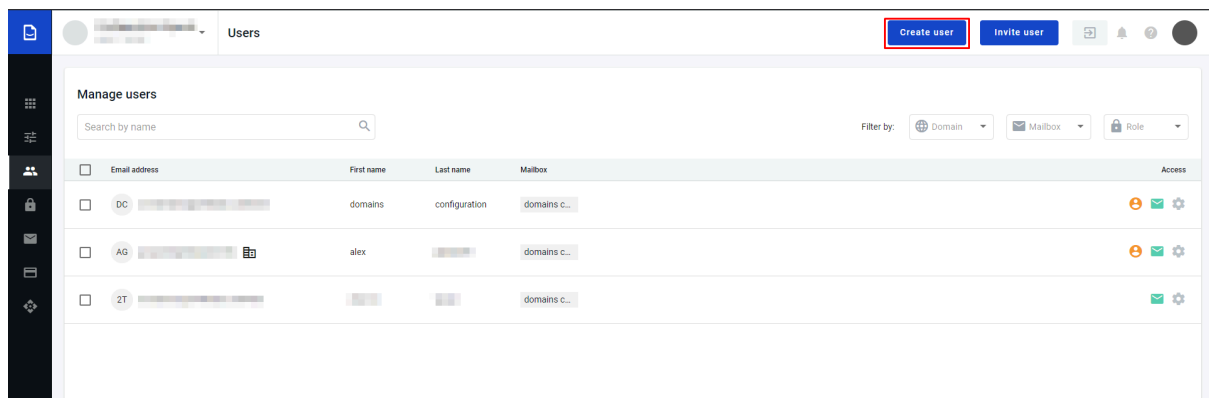 Users
Create user
Invite user
Manage users
Search by name
Filter by:
Domain
Mailbox
Role
Email address First name Last name Mailbox Access
DC domains configuration domains c...
AG alex domains c...
2T domains c...